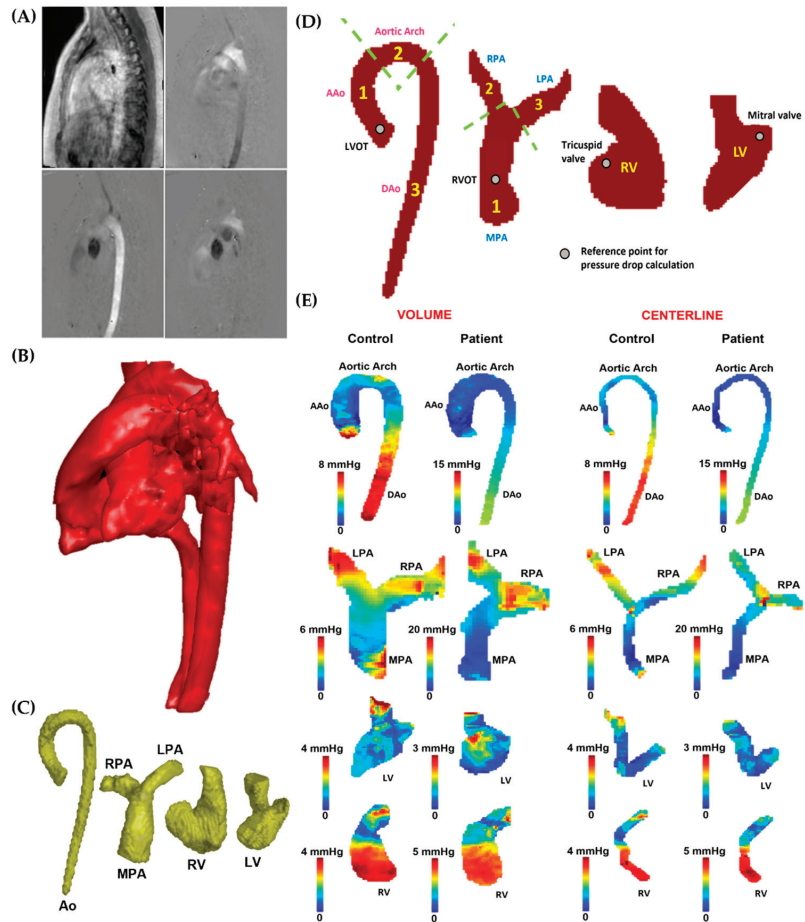 (A)
(D)
Aortic Arch
2
RPA
LPA
AAo
1
2
3
Mitral valve
LVOT
Tricuspid
valve
RV
LV
DAo
3
RVOT
1
MPA
Reference point for
pressure drop calculation
(B)
(E)
VOLUME
CENTERLINE
Control
Patient
Control
Patient
Aortic Arch
Aortic Arch
AAo
AAo
AAo
AAo
8 mmHg
15 mmHg
8 mmHg
15 mmHg
DAo
DAo
DAo
DAo
0
0
0
0
LPA
LPA
LPA
LPA
RPA
RPA
RPA
RPA
6 mmHg
20 mmHg
6 mmHg
20 mmHg
MPA
MPA
MPA
MPA
0
0
0
0
(C)
RPA
LPA
MPA
RV
LV
Ao
4 mmHg
3 mmHg
4 mmHg
3 mmHg
LV
LV
LV
LV
0
0
0
0
4 mmHg
5 mmHg
4 mmHg
5 mmHg
RV
RV
RV
RV
0
0
0
0